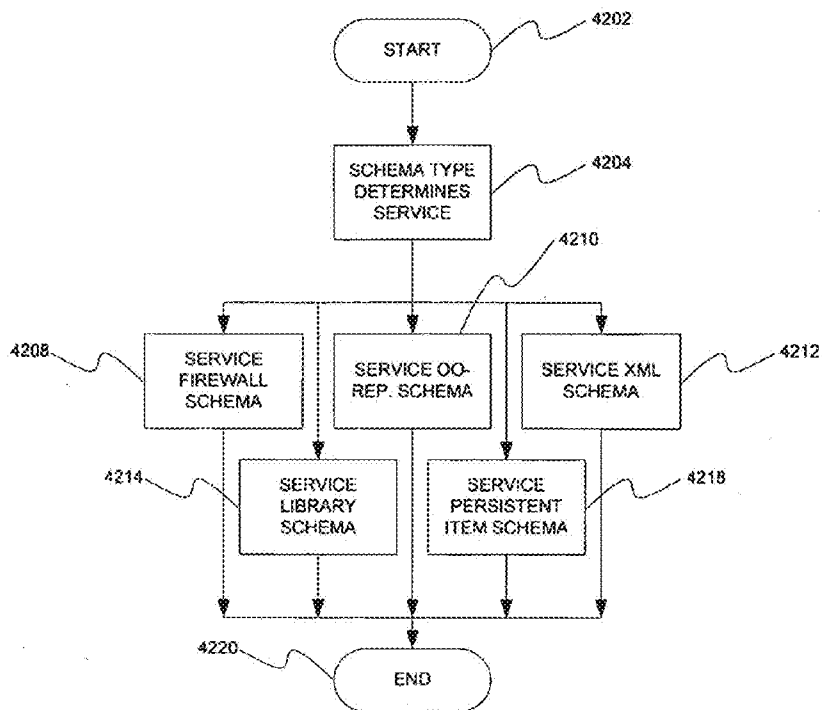 START
4202
SCHEMA TYPE
DETERMINES
SERVICE
4204
4210
4208
SERVICE
FIREWALL
SCHEMA
SERVICE OO-
REP. SCHEMA
SERVICE XML
SCHEMA
4212
4214
SERVICE
LIBRARY
SCHEMA
SERVICE
PERSISTENT
ITEM SCHEMA
4218
4220
END